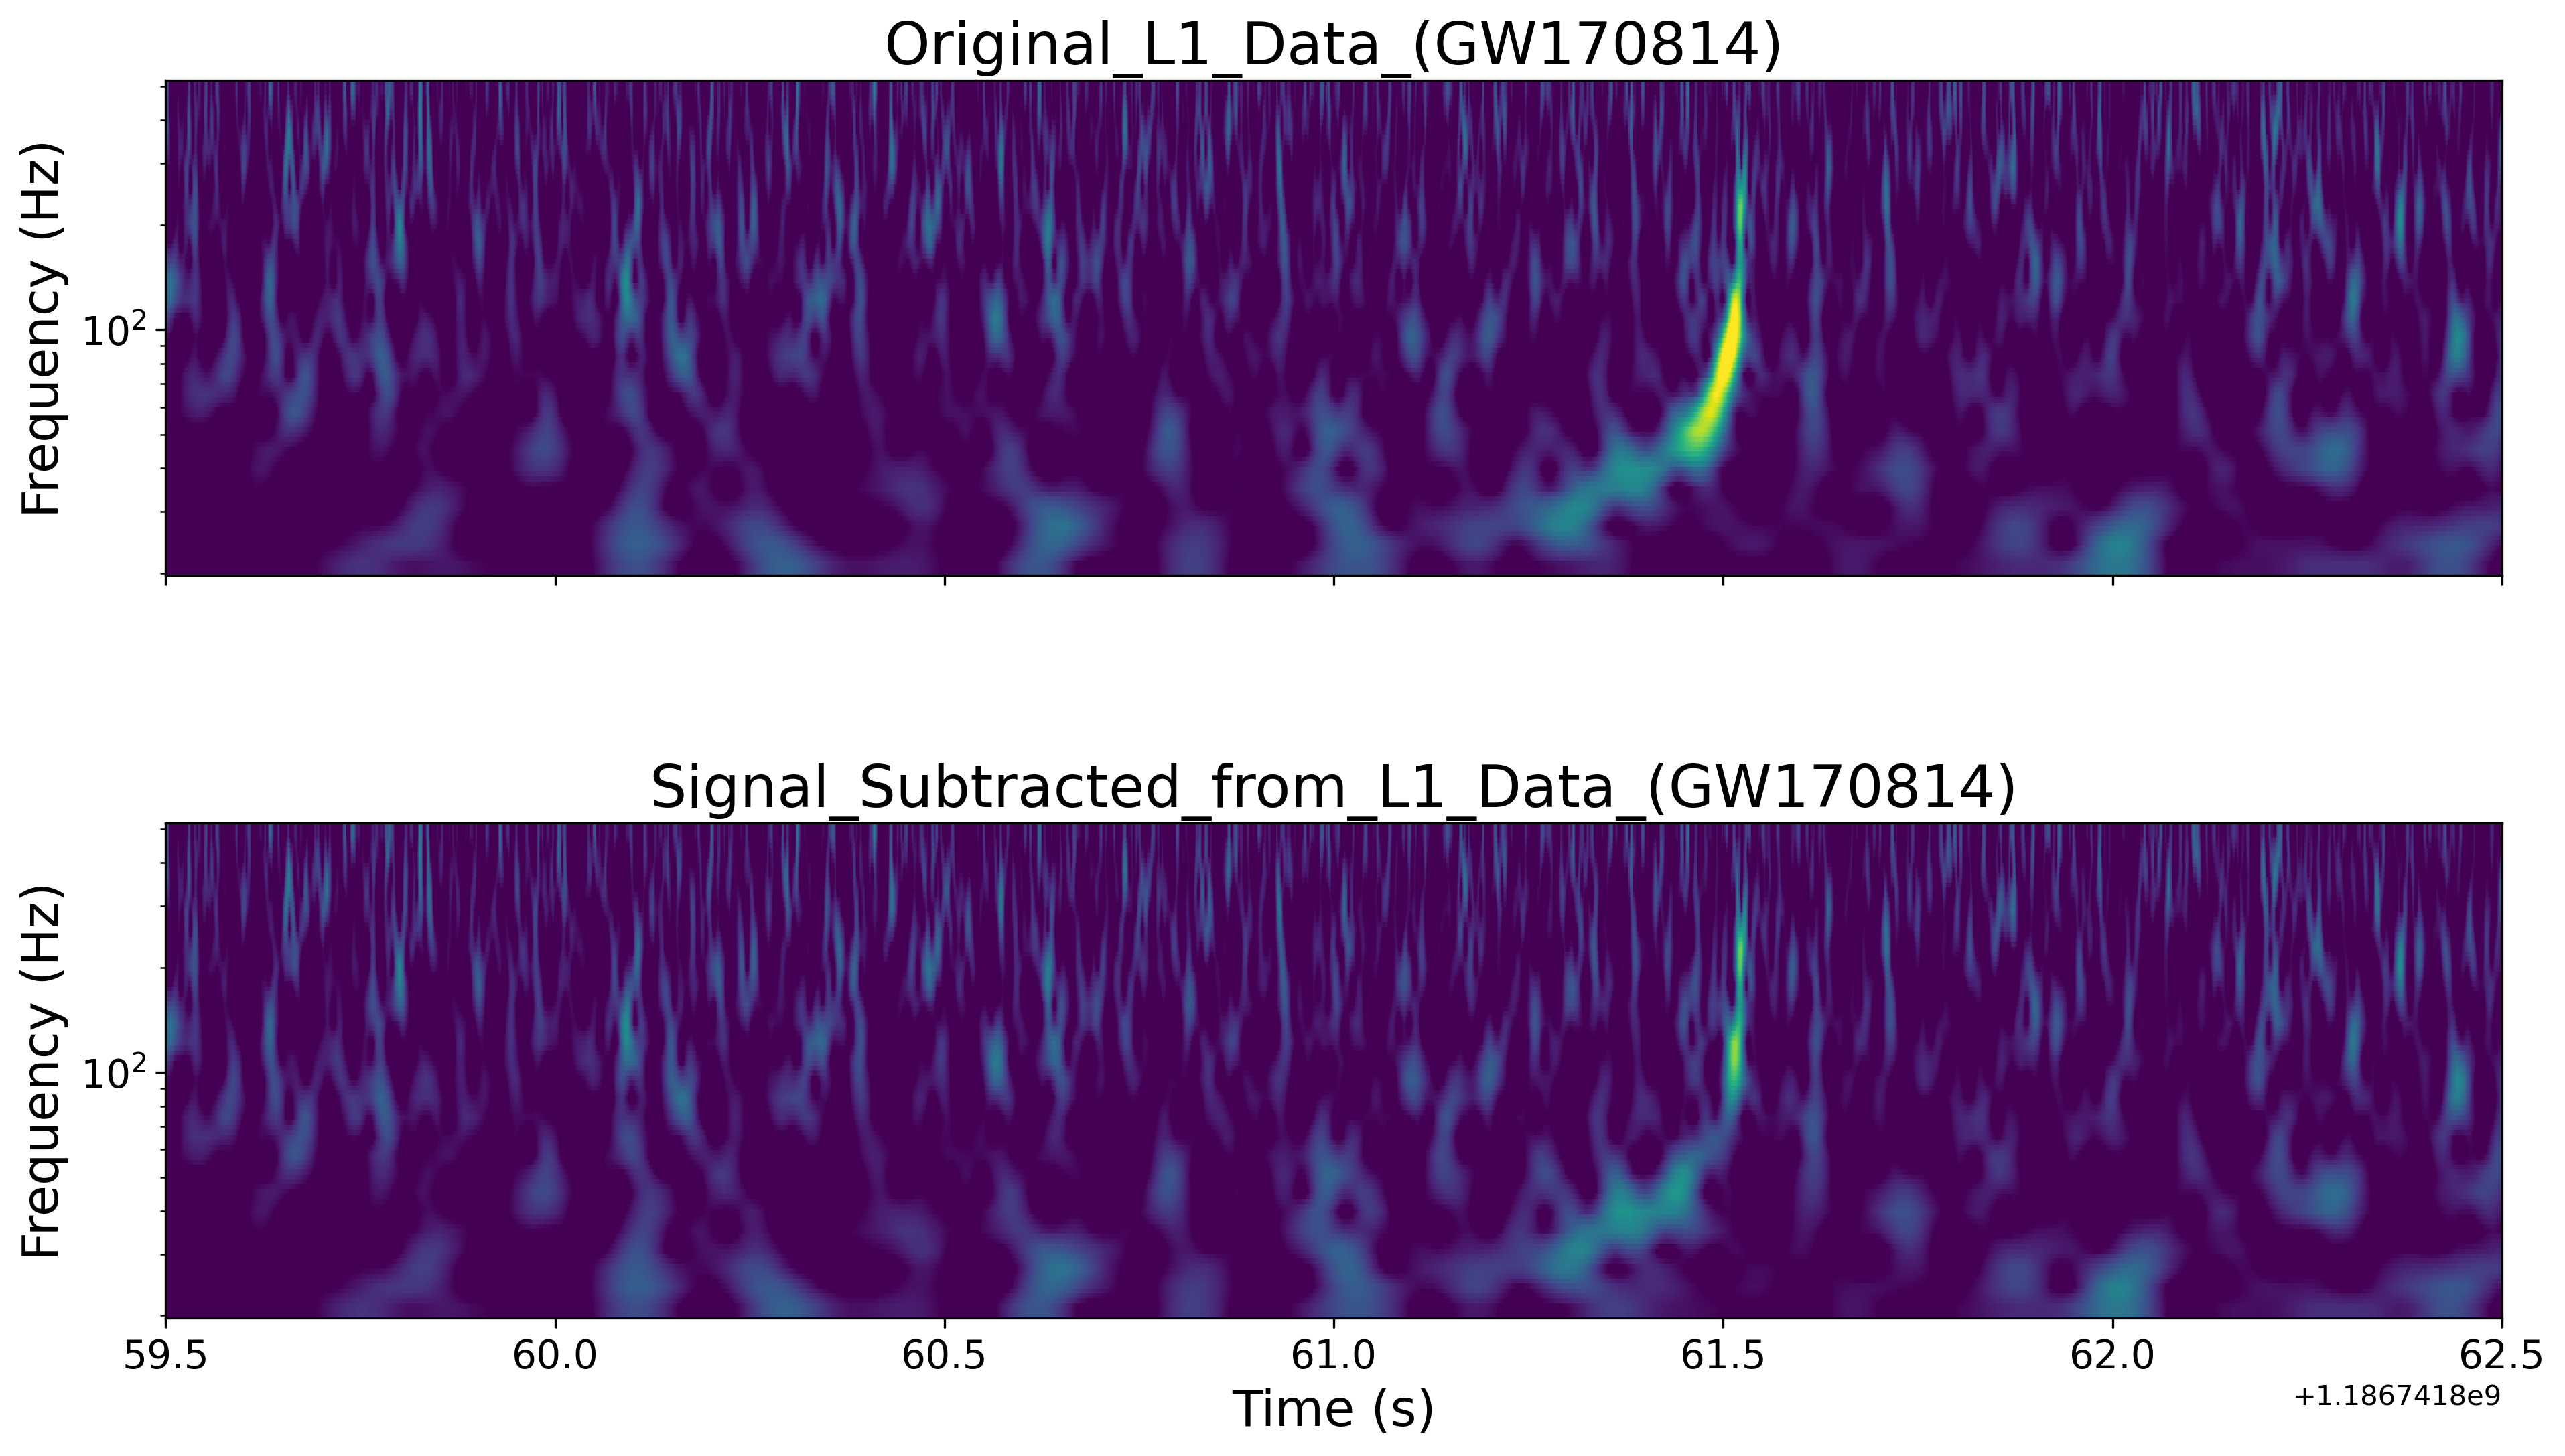 Original_L1_Data_(GW170814)
Frequency (Hz)
10²
Signal_Subtracted_from_L1_Data_(GW170814)
Frequency (Hz)
10²
59.5 60.0 60.5 61.0 61.5 62.0 62.5
Time (s)
+1.1867418e9